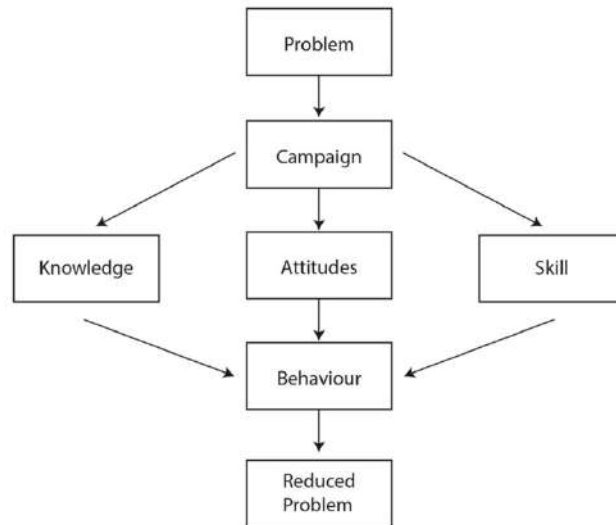 Problem
Campaign
Knowledge
Attitudes
Skill
Behaviour
Reduced
Problem